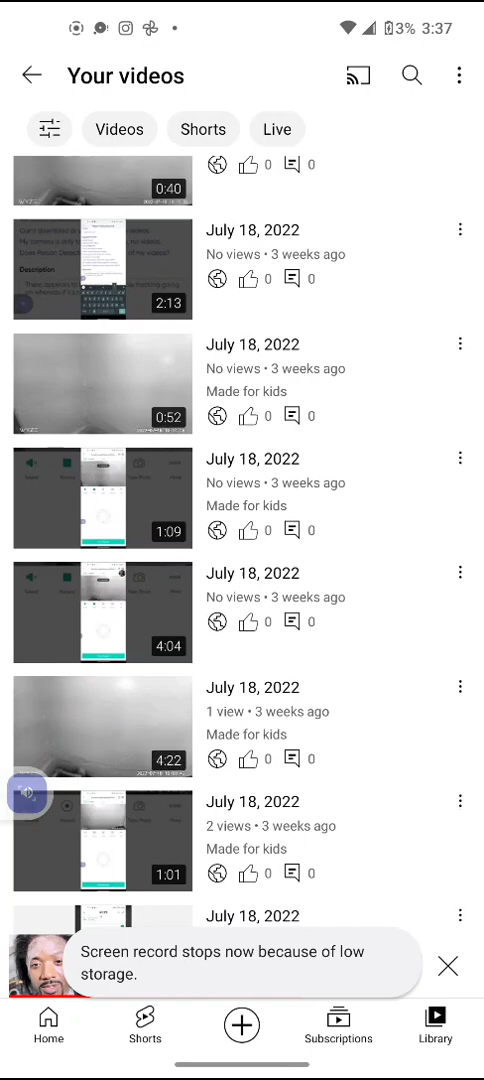 3% 3:37
Your videos
Videos Shorts Live
0:40
0 0
July 18, 2022
No views • 3 weeks ago
0 0
2:13
Description
July 18, 2022
No views • 3 weeks ago
Made for kids
0 0
0:52
July 18, 2022
No views • 3 weeks ago
Made for kids
0 0
1:09
July 18, 2022
No views • 3 weeks ago
0 0
4:04
July 18, 2022
1 view • 3 weeks ago
Made for kids
0 0
4:22
July 18, 2022
2 views • 3 weeks ago
Made for kids
0 0
1:01
July 18, 2022
Screen record stops now because of low
storage.
Home Shorts Subscriptions Library